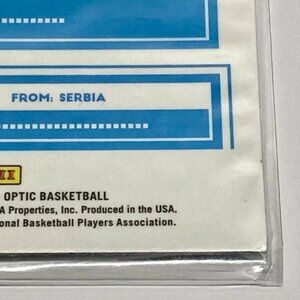 FROM: SERBIA
OPTIC BASKETBALL
A Properties, Inc. Produced in the USA.
onal Basketball Players Association.